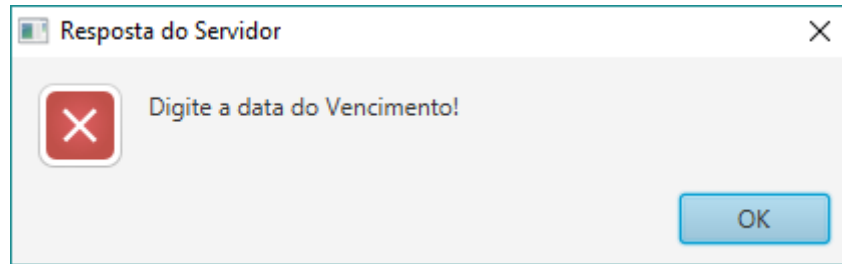 Resposta do Servidor
Digite a data do Vencimento!
OK